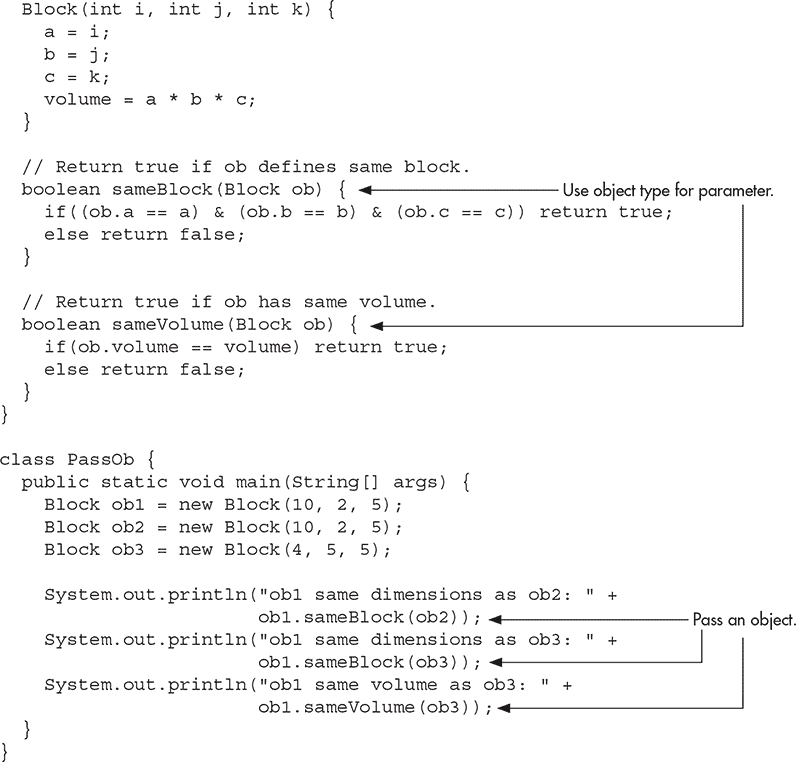 Block(int i, int j, int k) {
a = i;
b = j;
c = k;
volume = a * b * c;
}
// Return true if ob defines same block.
boolean sameBlock(Block ob) {
Use object type for parameter.
if((ob.a == a) & (ob.b == b) & (ob.c == c)) return true;
else return false;
}
// Return true if ob has same volume.
boolean sameVolume(Block ob) {
if(ob.volume == volume) return true;
else return false;
}
}
class PassOb {
public static void main(String[] args) {
Block ob1 = new Block(10, 2, 5);
Block ob2 = new Block(10, 2, 5);
Block ob3 = new Block(4, 5, 5);
System.out.println("ob1 same dimensions as ob2: " +
ob1.sameBlock(ob2));
Pass an object.
System.out.println("ob1 same dimensions as ob3: " +
ob1.sameBlock(ob3));
System.out.println("ob1 same volume as ob3: " +
ob1.sameVolume(ob3));
}
}